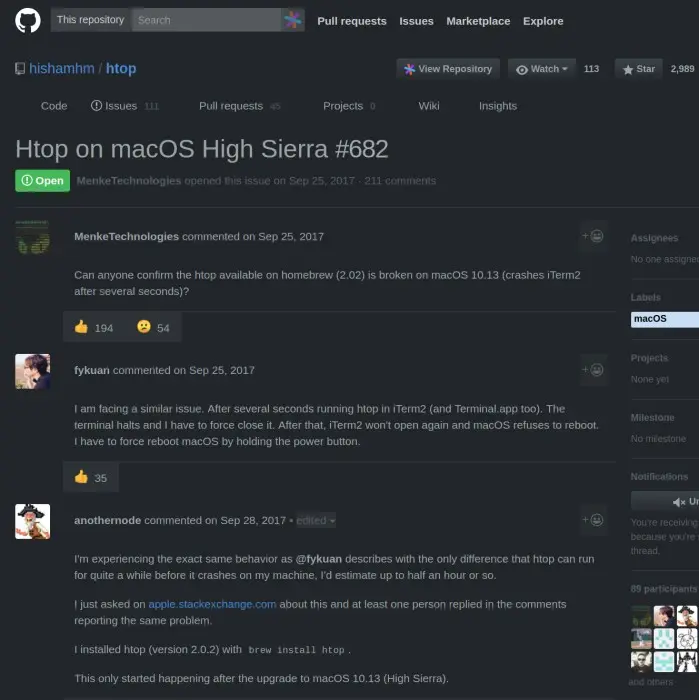 This repository Search Pull requests Issues Marketplace Explore
hishamhm / htop View Repository Watch 113 Star 2,989
Code Issues 111 Pull requests 45 Projects 0 Wiki Insights
Htop on macOS High Sierra #682
Open MenkeTechnologies opened this issue on Sep 25, 2017 · 211 comments
MenkeTechnologies commented on Sep 25, 2017
Can anyone confirm the htop available on homebrew (2.02) is broken on macOS 10.13 (crashes iTerm2
after several seconds)?
194 54
fykuan commented on Sep 25, 2017
I am facing a similar issue. After several seconds running htop in iTerm2 (and Terminal.app too). The
terminal halts and I have to force close it. After that, iTerm2 won't open again and macOS refuses to reboot.
I have to force reboot macOS by holding the power button.
35
anothernode commented on Sep 28, 2017 • edited
I'm experiencing the exact same behavior as @fykuan describes with the only difference that htop can run
for quite a while before it crashes on my machine, I'd estimate up to half an hour or so.
I just asked on apple.stackexchange.com about this and at least one person replied in the comments
reporting the same problem.
I installed htop (version 2.0.2) with brew install htop .
This only started happening after the upgrade to macOS 10.13 (High Sierra).
Assignees
No one assigne
Labels
macOS
Projects
None yet
Milestone
No milestone
Notifications
Un
You're receiving
because you're
thread.
89 participants
and others